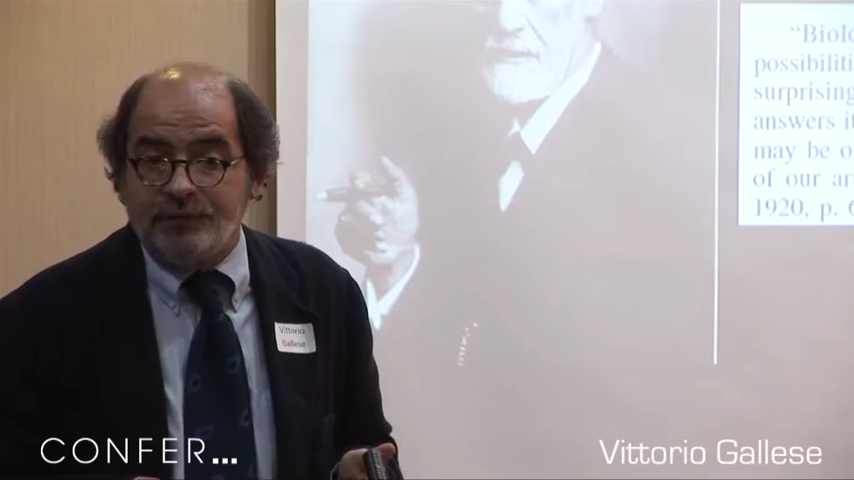 "Biolo
possibiliti
surprising
answers it
may be o
of our ar
1920, p. 6
Vittorio
Gallese
CONFER...
Vittorio Gallese